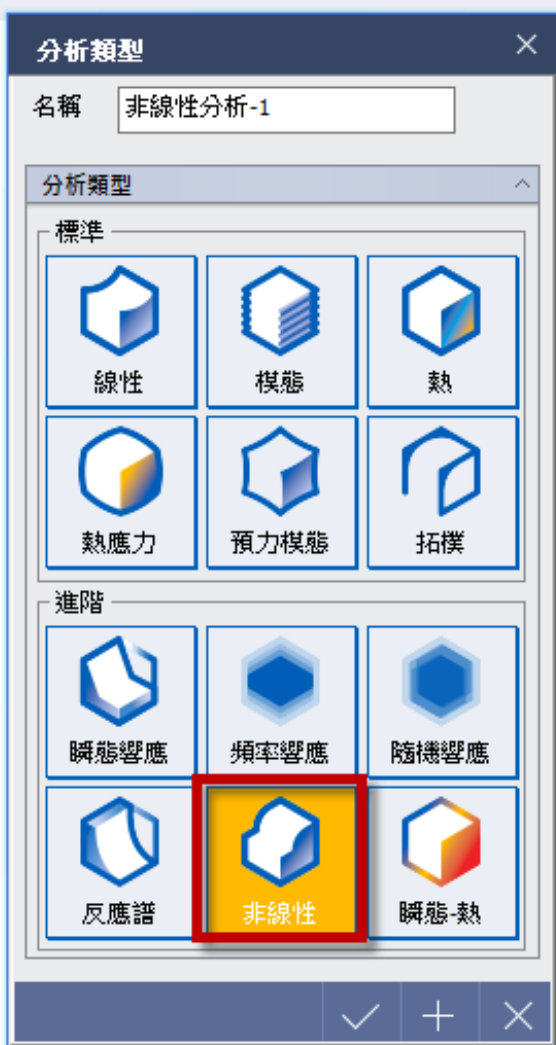 分析類型
名稱 非線性分析-1
分析類型
標準
線性 模態 熱
熱應力 預力模態 拓樸
進階
瞬態響應 頻率響應 隨機響應
反應譜 非線性 瞬態-熱